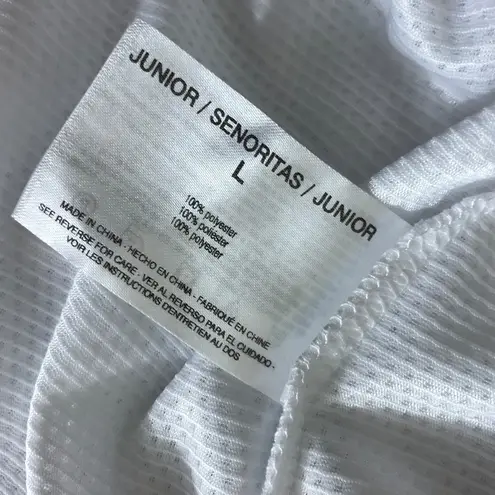 JUNIOR / SENORITAS / JUNIOR
L
100% polyester
100% poliester
100% polyester
MADE IN CHINA · HECHO EN CHINA · FABRIQUÉ EN CHINE
SEE REVERSE FOR CARE · VER AL REVERSO PARA EL CUIDADO ·
VOIR LES INSTRUCTIONS D'ENTRETIEN AU DOS